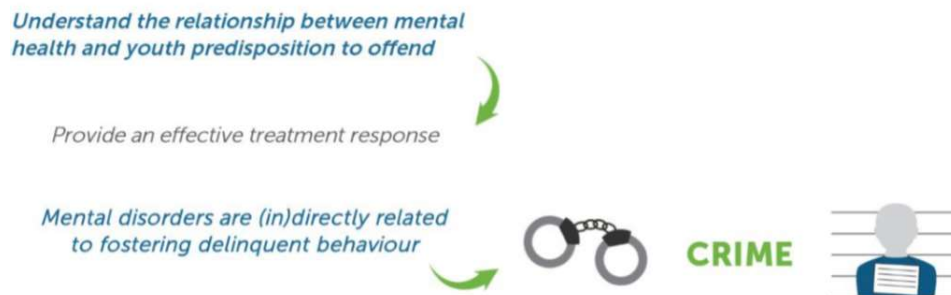 Understand the relationship between mental
health and youth predisposition to offend
Provide an effective treatment response
Mental disorders are (in)directly related
to fostering delinquent behaviour
CRIME